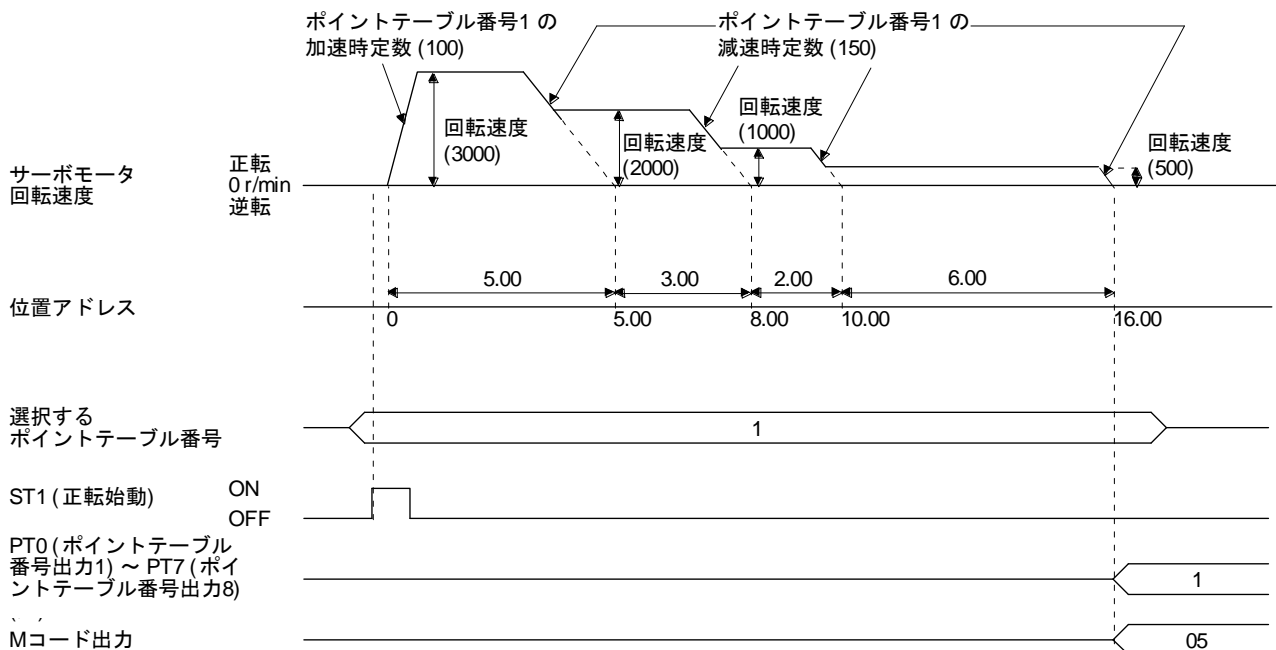 ポイントテーブル番号1 の
加速時定数 (100)
ポイントテーブル番号1 の
減速時定数 (150)
回転速度
(3000)
回転速度
(2000)
回転速度
(1000)
回転速度
(500)
サーボモータ
回転速度
正転
0 r/min
逆転
5.00
3.00
2.00
6.00
位置アドレス
0
5.00
8.00
10.00
16.00
選択する
ポイントテーブル番号
1
ST1 (正転始動)
ON
OFF
PT0 (ポイントテーブル
番号出力1) ～ PT7 (ポイ
ントテーブル番号出力8)
1
Mコード出力
05